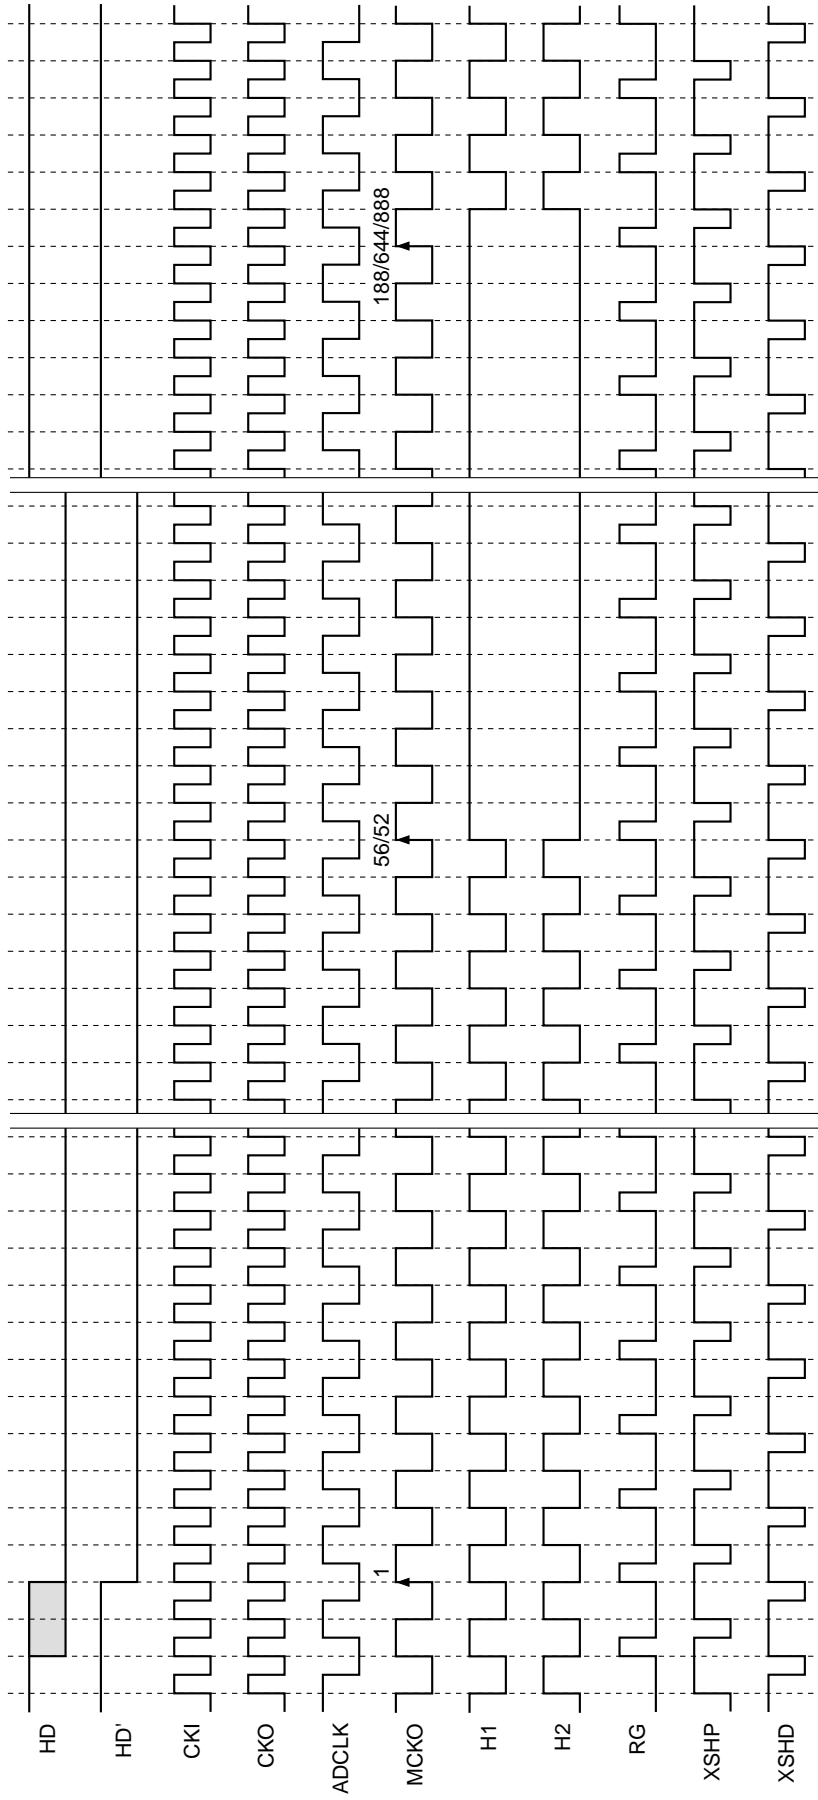 HD
HD'
CKI
CKO
ADCLK
MCKO
H1
H2
RG
XSHP
XSHD
1
56/52
188/644/888